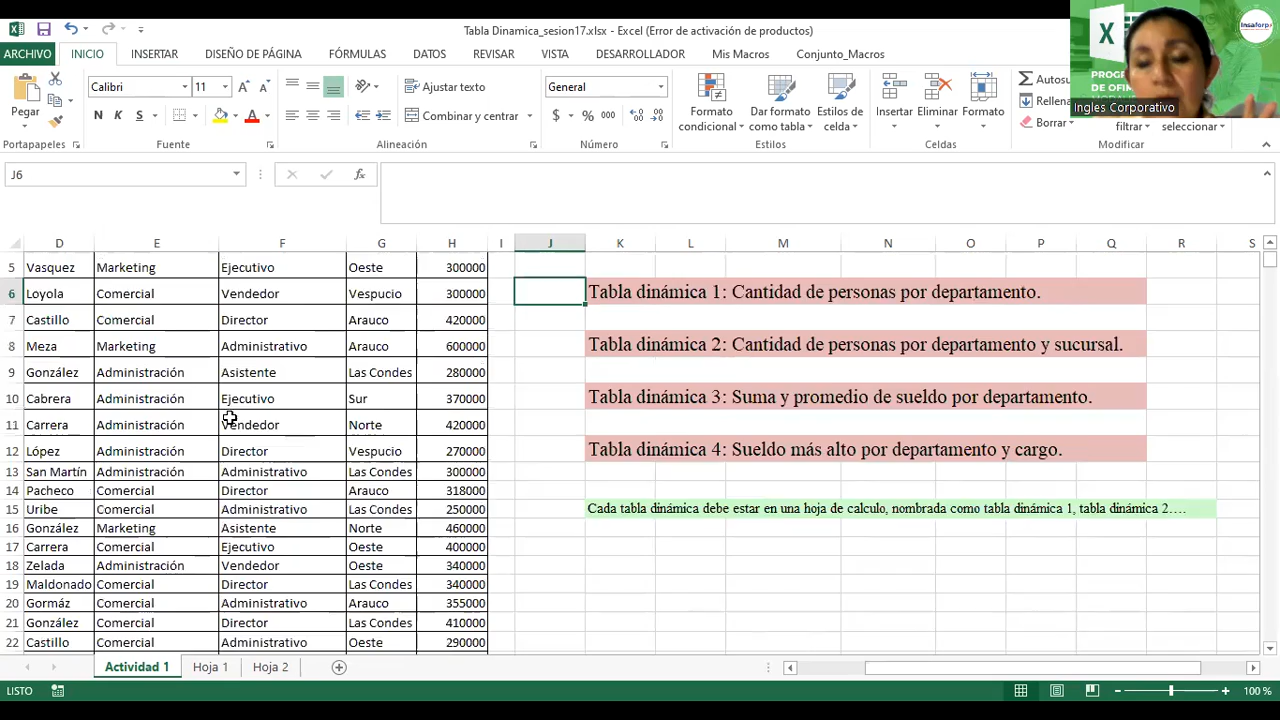 Tabla Dinamica_sesion17.xlsx - Excel (Error de activación de productos)
ARCHIVO INICIO INSERTAR DISEÑO DE PÁGINA FÓRMULAS DATOS REVISAR VISTA DESARROLLADOR Mis Macros Conjunto_Macros
Insaforp
PROG
DE OFIM
Ingles Corporativo
Pegar
Calibri 11
N K S
Ajustar texto
Combinar y centrar
General
$ % 000
Formato condicional
Dar formato como tabla
Estilos de celda
Insertar Eliminar Formato
Autosu
Rellena
Borrar
filtrar
seleccionar
Portapapeles Fuente Alineación Número Estilos Celdas Modificar
J6
fx
D E F G H I J K L M N O P Q R S
5 Vasquez Marketing Ejecutivo Oeste 300000
6 Loyola Comercial Vendedor Vespucio 300000 Tabla dinámica 1: Cantidad de personas por departamento.
7 Castillo Comercial Director Arauco 420000
8 Meza Marketing Administrativo Arauco 600000 Tabla dinámica 2: Cantidad de personas por departamento y sucursal.
9 González Administración Asistente Las Condes 280000
10 Cabrera Administración Ejecutivo Sur 370000 Tabla dinámica 3: Suma y promedio de sueldo por departamento.
11 Carrera Administración Vendedor Norte 420000
12 López Administración Director Vespucio 270000 Tabla dinámica 4: Sueldo más alto por departamento y cargo.
13 San Martín Administración Administrativo Las Condes 300000
14 Pacheco Comercial Director Arauco 318000
15 Uribe Comercial Administrativo Las Condes 250000 Cada tabla dinámica debe estar en una hoja de calculo, nombrada como tabla dinámica 1, tabla dinámica 2….
16 González Marketing Asistente Norte 460000
17 Carrera Comercial Ejecutivo Oeste 400000
18 Zelada Administración Vendedor Oeste 340000
19 Maldonado Comercial Director Las Condes 340000
20 Gormáz Comercial Administrativo Arauco 355000
21 González Comercial Director Las Condes 410000
22 Castillo Comercial Administrativo Oeste 290000
Actividad 1 Hoja 1 Hoja 2
LISTO
100 %